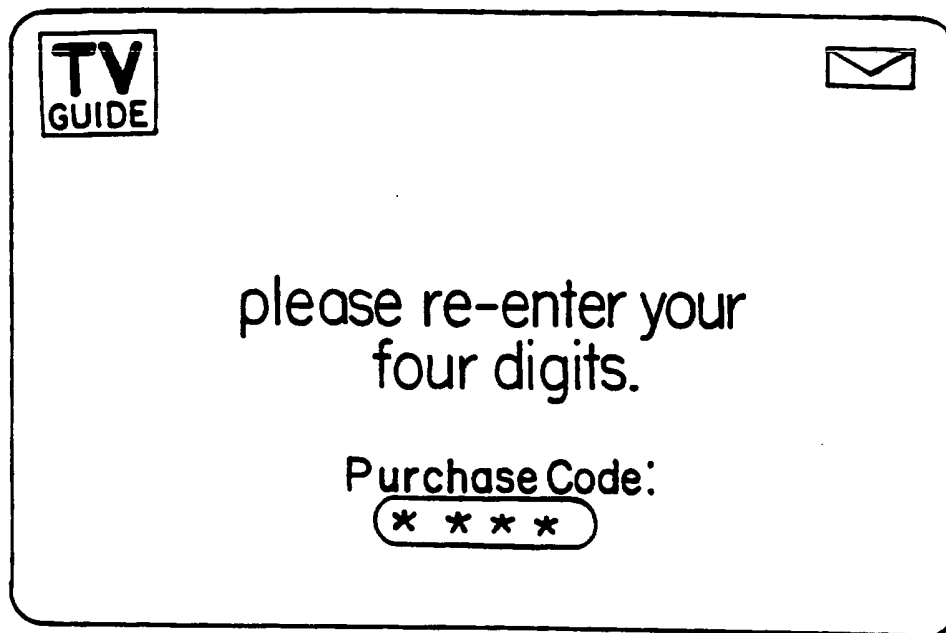 TV
GUIDE
please re-enter your
four digits.
Purchase Code:
* * * *